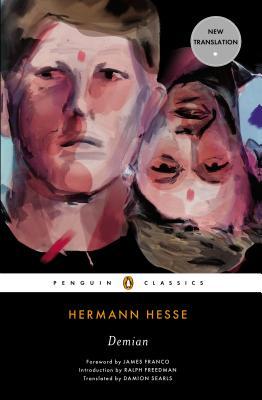 NEW
TRANSLATION
PENGUIN CLASSICS
HERMANN HESSE
Demian
Foreword by JAMES FRANCO
Introduction by RALPH FREEDMAN
Translated by DAMION SEARLS